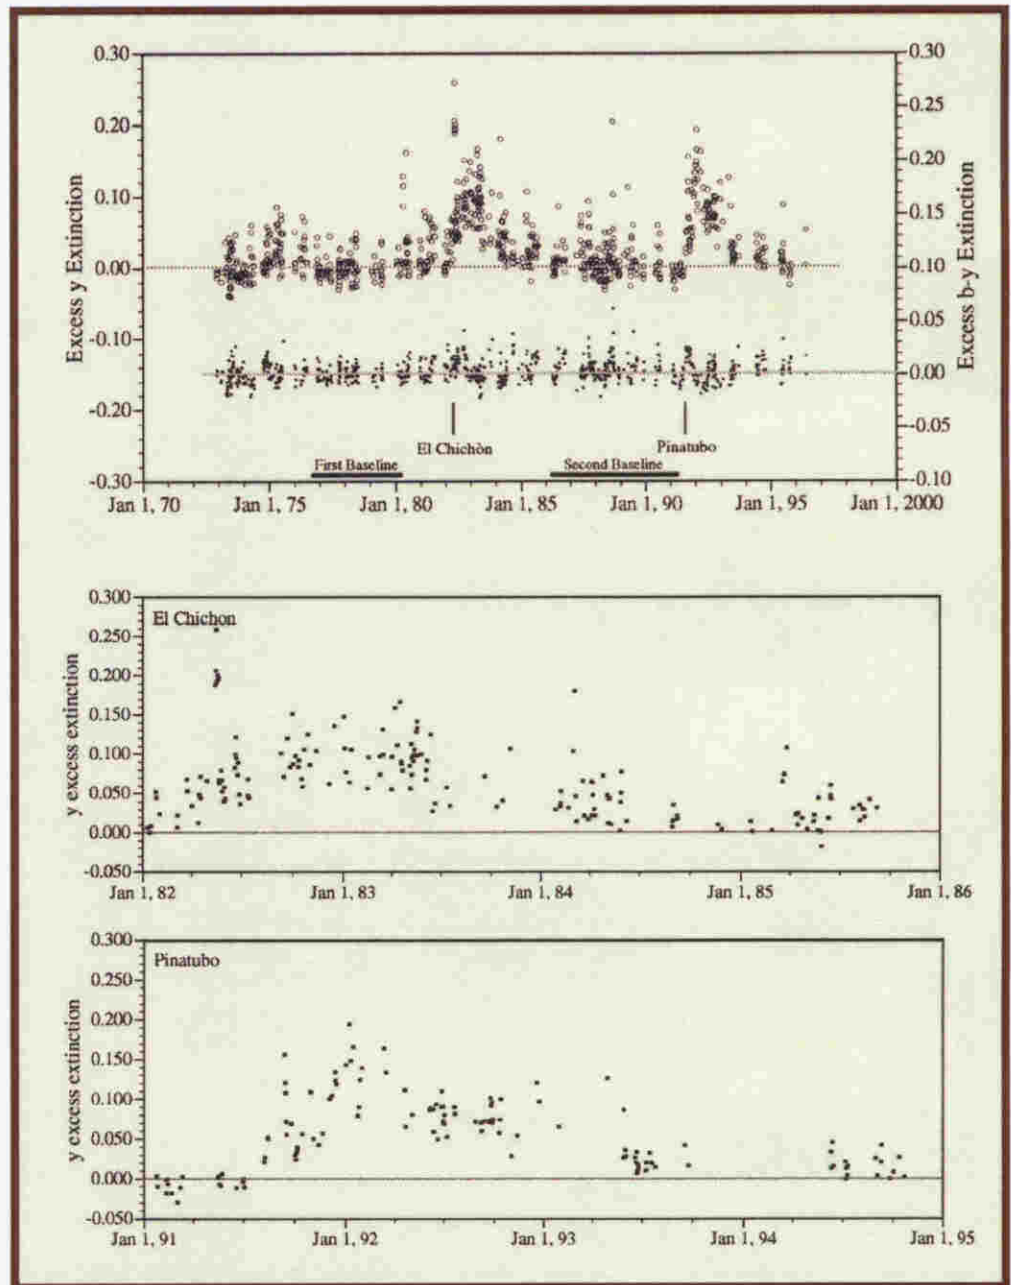 0.30
0.20
0.10
0.00
-0.10
-0.20
-0.30
Excess y Extinction
0.30
0.25
0.20
0.15
0.10
0.05
0.00
-0.05
-0.10
Excess b-y Extinction
El Chichòn
Pinatubo
First Baseline
Second Baseline
Jan 1, 70
Jan 1, 75
Jan 1, 80
Jan 1, 85
Jan 1, 90
Jan 1, 95
Jan 1, 2000
El Chichon
0.300
0.250
0.200
0.150
0.100
0.050
0.000
-0.050
y excess extinction
Jan 1, 82
Jan 1, 83
Jan 1, 84
Jan 1, 85
Jan 1, 86
Pinatubo
0.300
0.250
0.200
0.150
0.100
0.050
0.000
-0.050
y excess extinction
Jan 1, 91
Jan 1, 92
Jan 1, 93
Jan 1, 94
Jan 1, 95